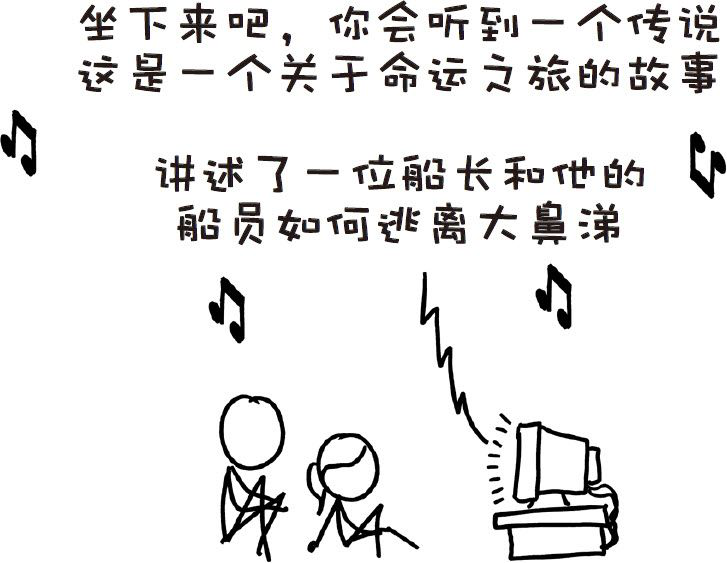 坐下来吧，你会听到一个传说
这是一个关于命运之旅的故事
讲述了一位船长和他的
船员如何逃离大鼻涕